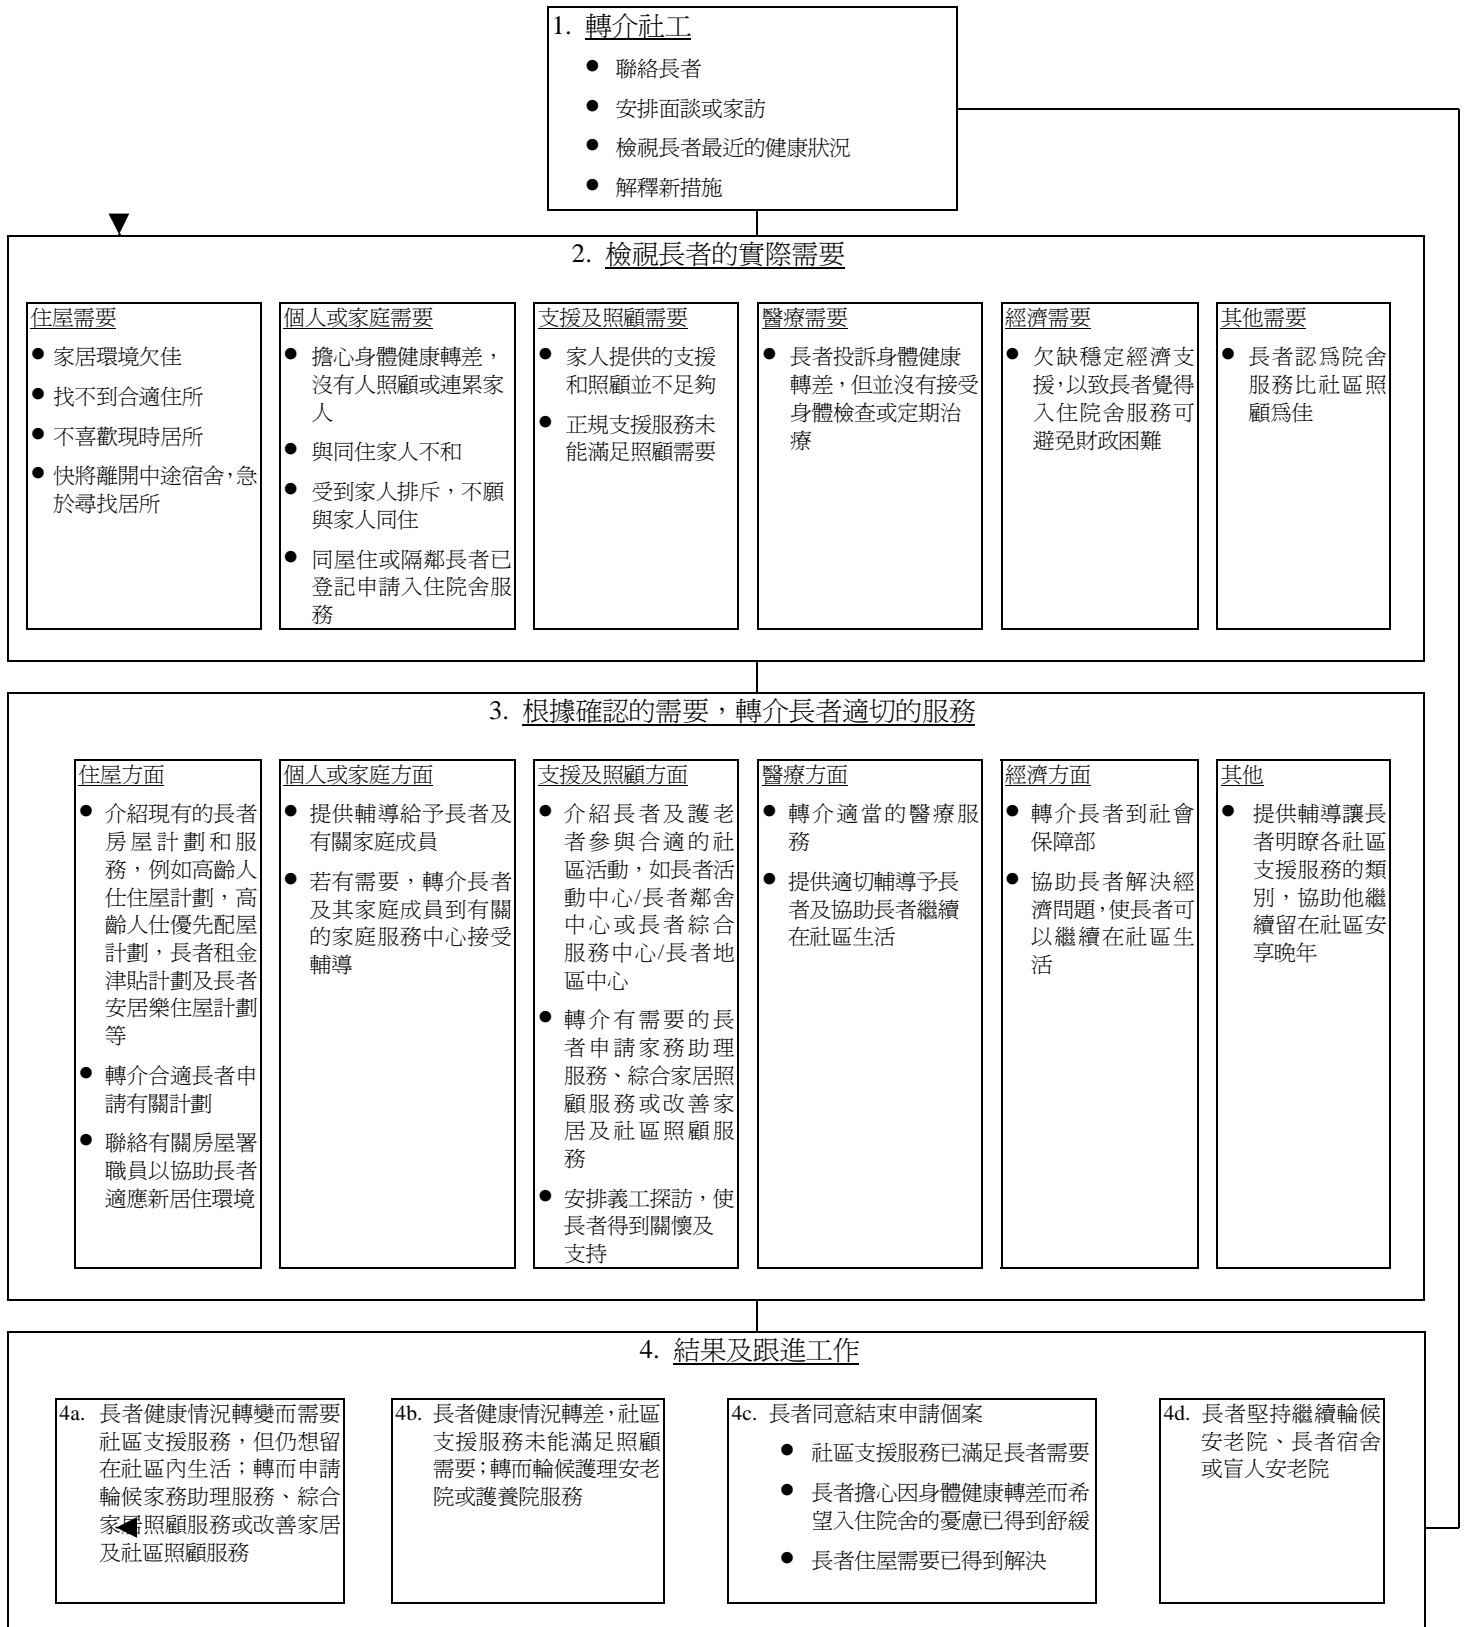 1. 轉介社工
● 聯絡長者
● 安排面談或家訪
● 檢視長者最近的健康狀況
● 解釋新措施
2. 檢視長者的實際需要
住屋需要
● 家居環境欠佳
● 找不到合適住所
● 不喜歡現時居所
● 快將離開中途宿舍，急
於尋找居所
個人或家庭需要
● 擔心身體健康轉差，
沒有人照顧或連累家
人
● 與同住家人不和
● 受到家人排斥，不願
與家人同住
● 同屋住或隔鄰長者已
登記申請入住院舍服
務
支援及照顧需要
● 家人提供的支援
和照顧並不足夠
● 正規支援服務未
能滿足照顧需要
醫療需要
● 長者投訴身體健康
轉差，但並沒有接受
身體檢查或定期治
療
經濟需要
● 欠缺穩定經濟支
援，以致長者覺得
入住院舍服務可
避免財政困難
其他需要
● 長者認為院舍
服務比社區照
顧為佳
3. 根據確認的需要，轉介長者適切的服務
住屋方面
● 介紹現有的長者
房屋計劃和服
務，例如高齡人
仕住屋計劃，高
齡人仕優先配屋
計劃，長者租金
津貼計劃及長者
安居樂住屋計劃
等
● 轉介合適長者申
請有關計劃
● 聯絡有關房屋署
職員以協助長者
適應新居住環境
個人或家庭方面
● 提供輔導給予長者及
有關家庭成員
● 若有需要，轉介長者
及其家庭成員到有關
的家庭服務中心接受
輔導
支援及照顧方面
● 介紹長者及護老
者參與合適的社
區活動，如長者活
動中心/長者鄰舍
中心或長者綜合
服務中心/長者地
區中心
● 轉介有需要的長
者申請家務助理
服務、綜合家居照
顧服務或改善家
居及社區照顧服
務
● 安排義工探訪，使
長者得到關懷及
支持
醫療方面
● 轉介適當的醫療服
務
● 提供適切輔導予長
者及協助長者繼續
在社區生活
經濟方面
● 轉介長者到社會
保障部
● 協助長者解決經
濟問題，使長者可
以繼續在社區生
活
其他
● 提供輔導讓長
者明瞭各社區
支援服務的類
別，協助他繼
續留在社區安
享晚年
4. 結果及跟進工作
4a. 長者健康情況轉變而需要
社區支援服務，但仍想留
在社區內生活；轉而申請
輪候家務助理服務、綜合
家居照顧服務或改善家居
及社區照顧服務
4b. 長者健康情況轉差，社區
支援服務未能滿足照顧
需要；轉而輪候護理安老
院或護養院服務
4c. 長者同意結束申請個案
● 社區支援服務已滿足長者需要
● 長者擔心因身體健康轉差而希
望入住院舍的憂慮已得到舒緩
● 長者住屋需要已得到解決
4d. 長者堅持繼續輪候
安老院、長者宿舍
或盲人安老院